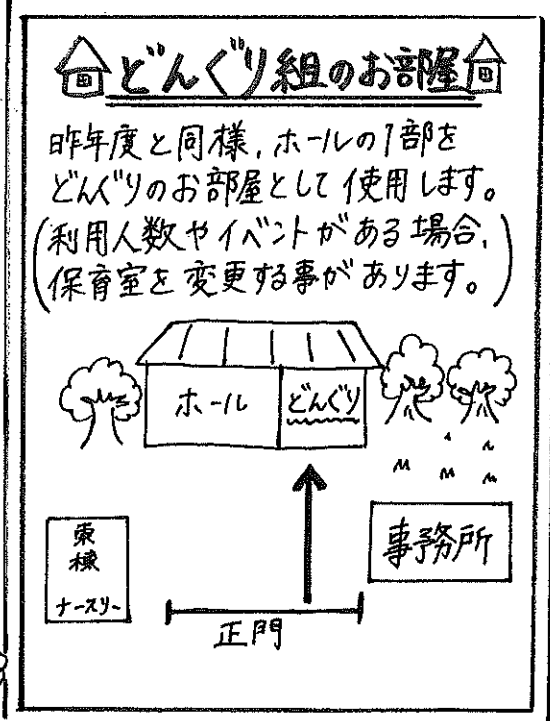 どんぐり組のお部屋
昨年度と同様、ホールの1部を
どんぐりのお部屋として使用します。
(利用人数やイベントがある場合、
保育室を変更する事があります。)
ホール
どんぐり
東棟
ナースリー
事務所
正門